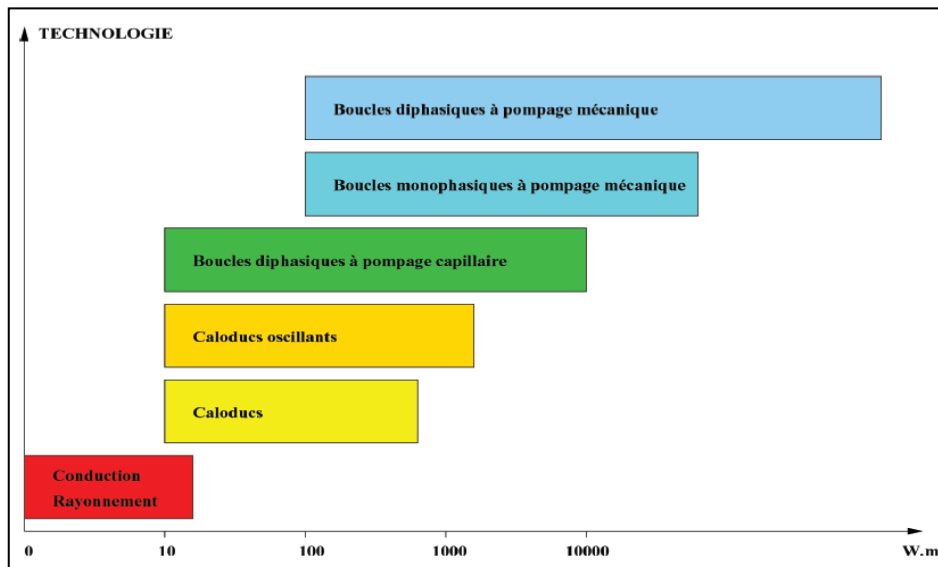 TECHNOLOGIE
Boucles diphasiques à pompage mécanique
Boucles monophasiques à pompage mécanique
Boucles diphasiques à pompage capillaire
Caloducs oscillants
Caloducs
Conduction
Rayonnement
0 10 100 1000 10000 W.m